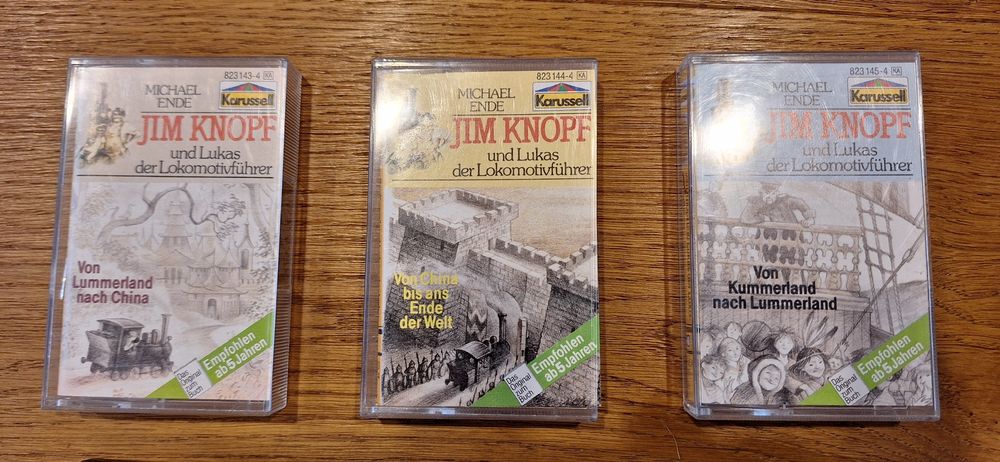 823143-4 KA
MICHAEL
ENDE
Karussell
JIM KNOPF
und Lukas
der Lokomotivführer
Von
Lummerland
nach China
Das
Original
zum
Buch
Empfohlen
ab 5 Jahren
823144-4 KA
MICHAEL
ENDE
Karussell
JIM KNOPF
und Lukas
der Lokomotivführer
Von China
bis ans
Ende
der Welt
Das
Original
zum
Buch
Empfohlen
ab 5 Jahren
823145-4 KA
MICHAEL
ENDE
Karussell
JIM KNOPF
und Lukas
der Lokomotivführer
Von
Kummerland
nach Lummerland
Das
Original
zum
Buch
Empfohlen
ab 5 Jahren